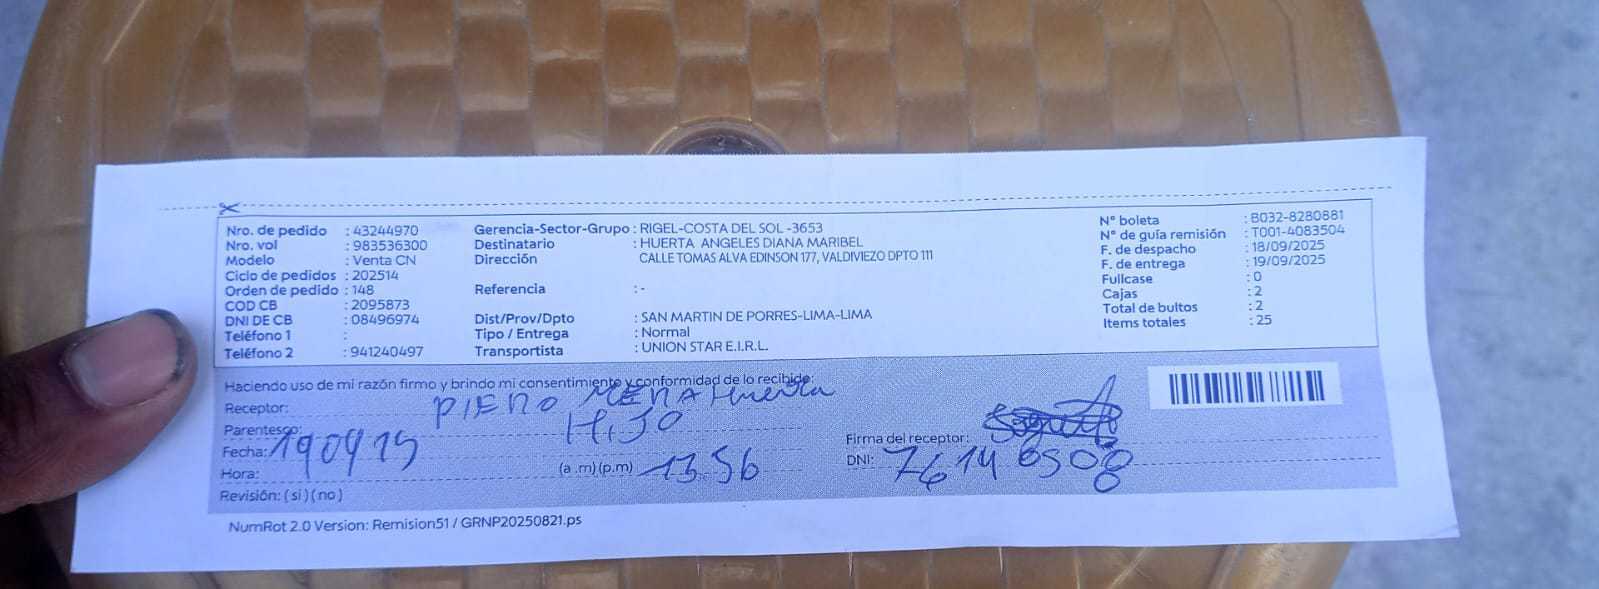 Nro. de pedido : 43244970
Nro. vol : 983536300
Modelo : Venta CN
Ciclo de pedidos : 202514
Orden de pedido : 148
COD CB : 2095873
DNI DE CB : 08496974
Teléfono 1 :
Teléfono 2 : 941240497
Gerencia-Sector-Grupo : RIGEL-COSTA DEL SOL -3653
Destinatario : HUERTA ANGELES DIANA MARIBEL
Dirección CALLE TOMAS ALVA EDINSON 177, VALDIVIEZO DPTO 111
Referencia : -
Dist/Prov/Dpto : SAN MARTIN DE PORRES-LIMA-LIMA
Tipo / Entrega : Normal
Transportista : UNION STAR E.I.R.L.
N° boleta : B032-8280881
N° de guía remisión : T001-4083504
F. de despacho : 18/09/2025
F. de entrega : 19/09/2025
Fullcase : 0
Cajas : 2
Total de bultos : 2
Items totales : 25
Haciendo uso de mi razón firmo y brindo mi consentimiento y conformidad de lo recibido.
Receptor: PIERO MENA Huerta
Parentesco: HIJO
Fecha:
Hora: (a .m)(p.m) 13.56
Revisión: ( si ) ( no )
Firma del receptor:
DNI:
NumRot 2.0 Version: Remision51 / GRNP20250821.ps